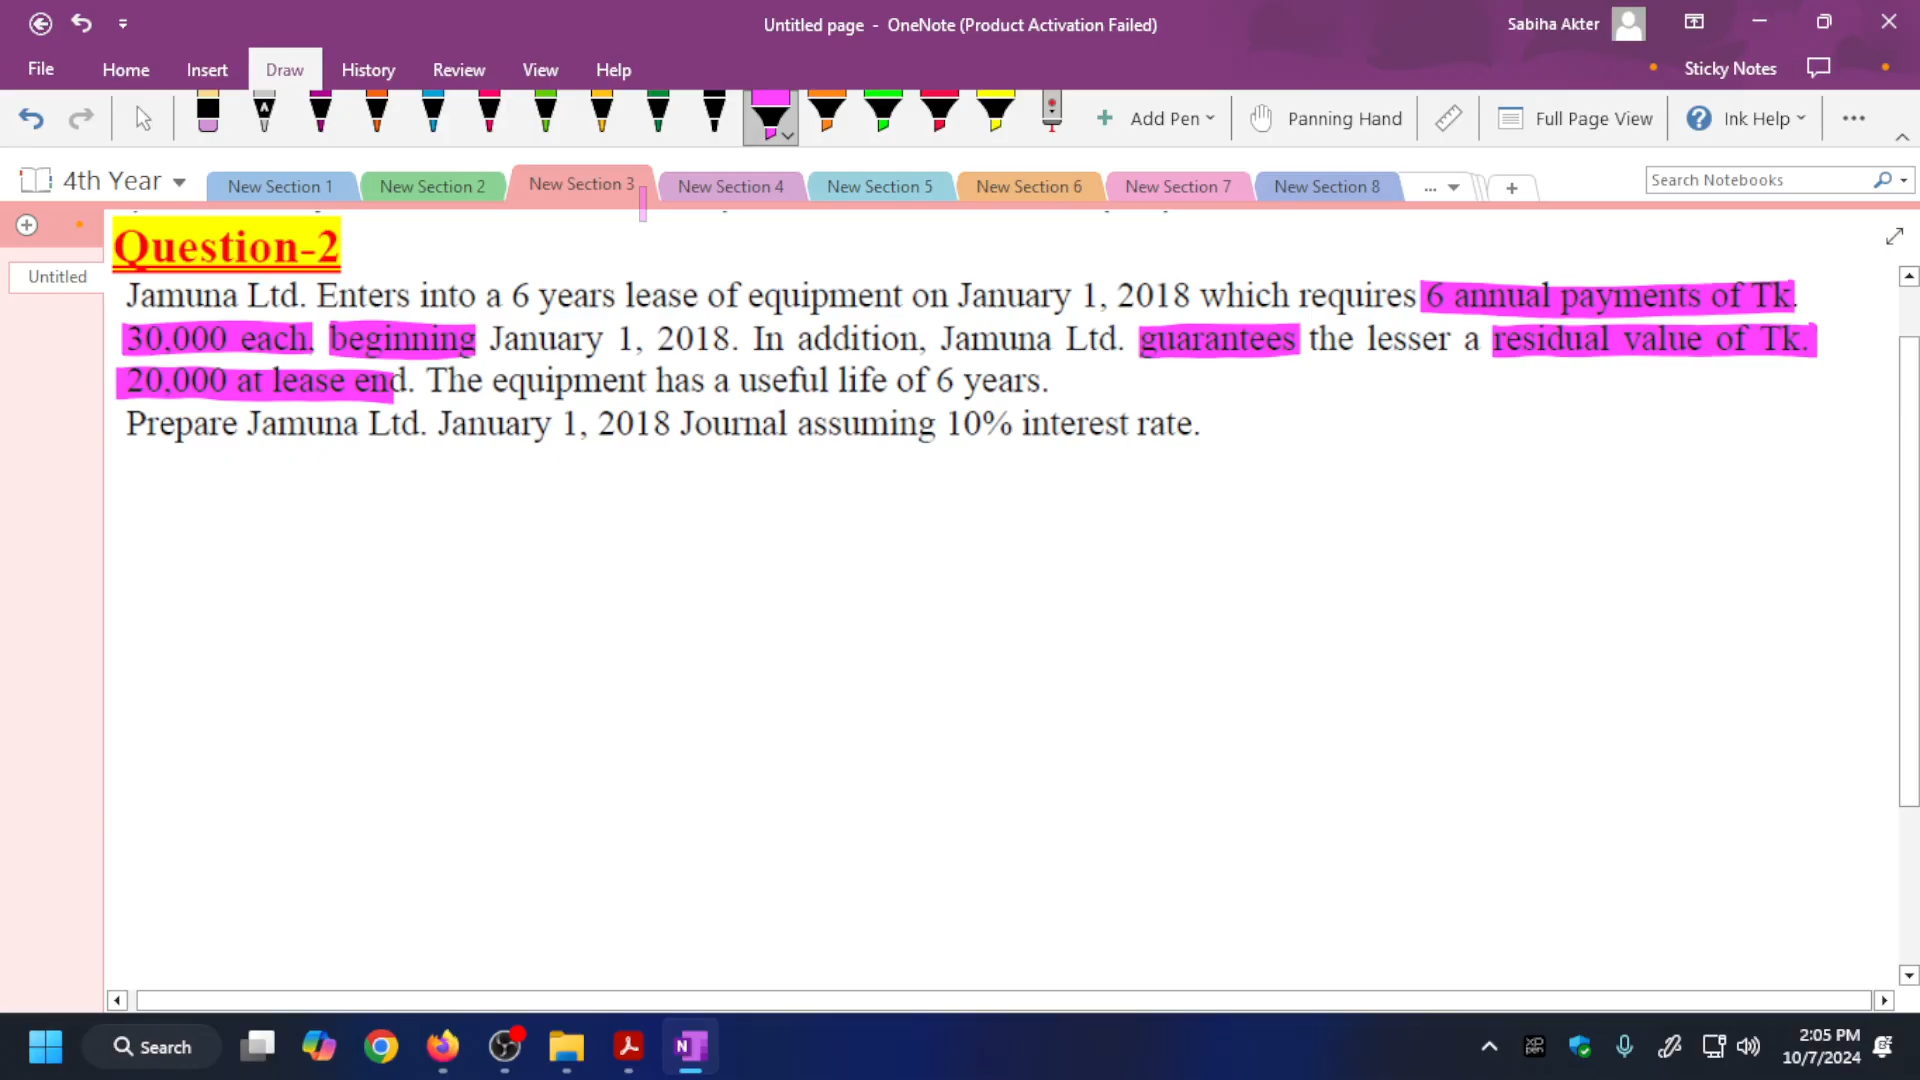 Untitled page - OneNote (Product Activation Failed)
Sabiha Akter
File Home Insert Draw History Review View Help
Sticky Notes
A
Add Pen
Panning Hand
Full Page View
Ink Help
4th Year
New Section 1
New Section 2
New Section 3
New Section 4
New Section 5
New Section 6
New Section 7
New Section 8
...
Search Notebooks
Untitled
Question-2
Jamuna Ltd. Enters into a 6 years lease of equipment on January 1, 2018 which requires 6 annual payments of Tk.
30,000 each, beginning January 1, 2018. In addition, Jamuna Ltd. guarantees the lesser a residual value of Tk.
20,000 at lease end. The equipment has a useful life of 6 years.
Prepare Jamuna Ltd. January 1, 2018 Journal assuming 10% interest rate.
Search
2:05 PM
10/7/2024